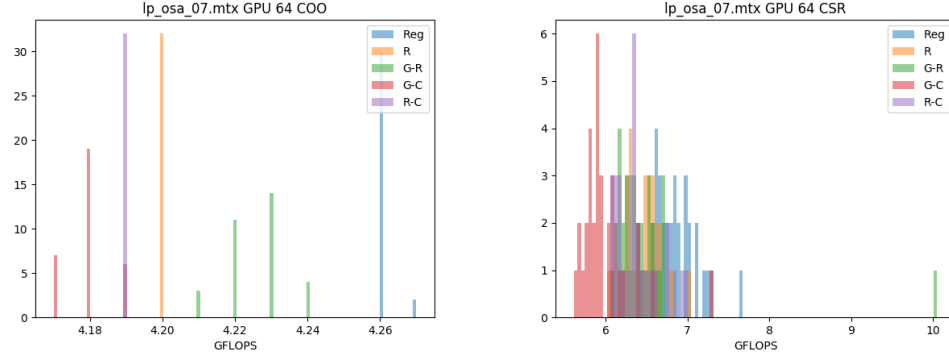 lp_osa_07.mtx GPU 64 COO
30
25
20
15
10
5
0
4.18 4.20 4.22 4.24 4.26
GFLOPS
Reg
R
G-R
G-C
R-C
lp_osa_07.mtx GPU 64 CSR
6
5
4
3
2
1
0
6 7 8 9 10
GFLOPS
Reg
R
G-R
G-C
R-C